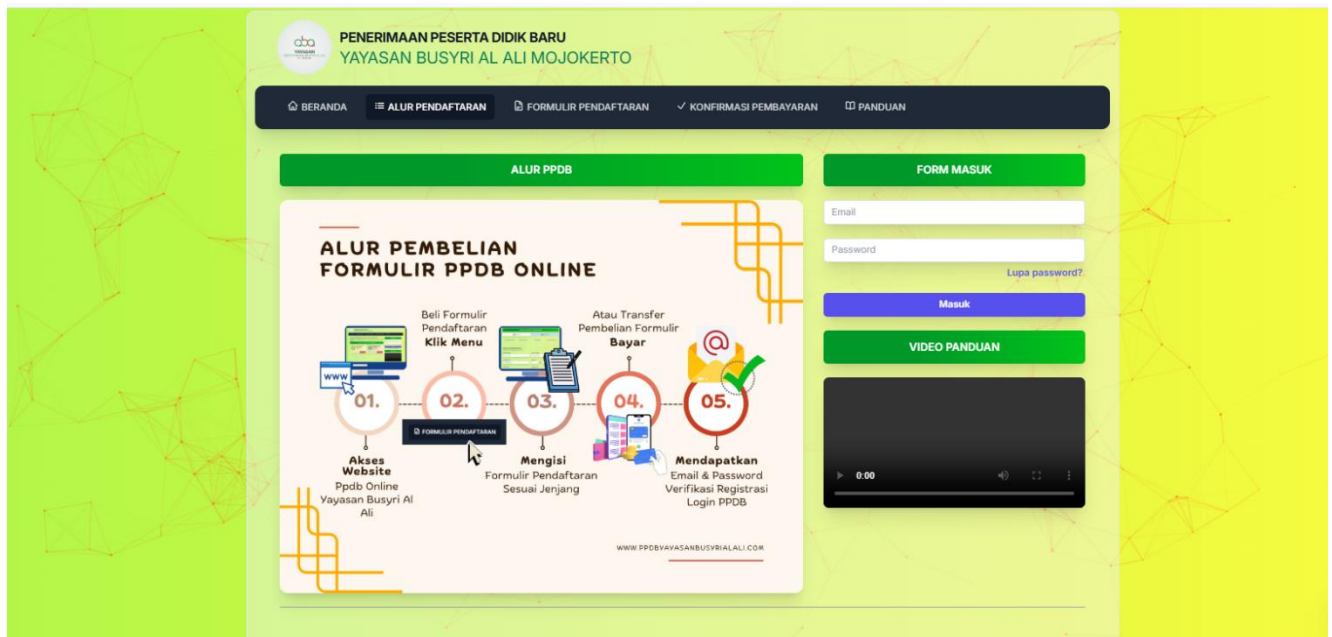 aba
YAYASAN
PENERIMAAN PESERTA DIDIK BARU
YAYASAN BUSYRI AL ALI MOJOKERTO
BERANDA
ALUR PENDAFTARAN
FORMULIR PENDAFTARAN
KONFIRMASI PEMBAYARAN
PANDUAN
ALUR PPDB
ALUR PEMBELIAN
FORMULIR PPDB ONLINE
Beli Formulir
Pendaftaran
Klik Menu
Atau Transfer
Pembelian Formulir
Bayar
www
01.
02.
03.
04.
05.
FORMULIR PENDAFTARAN
Akses
Website
Ppdb Online
Yayasan Busyri Al
Ali
Mengisi
Formulir Pendaftaran
Sesuai Jenjang
Mendapatkan
Email & Password
Verifikasi Registrasi
Login PPDB
WWW.PPDBYAYASANBUSYRIALALI.COM
FORM MASUK
Email
Password
Lupa password?
Masuk
VIDEO PANDUAN
0:00